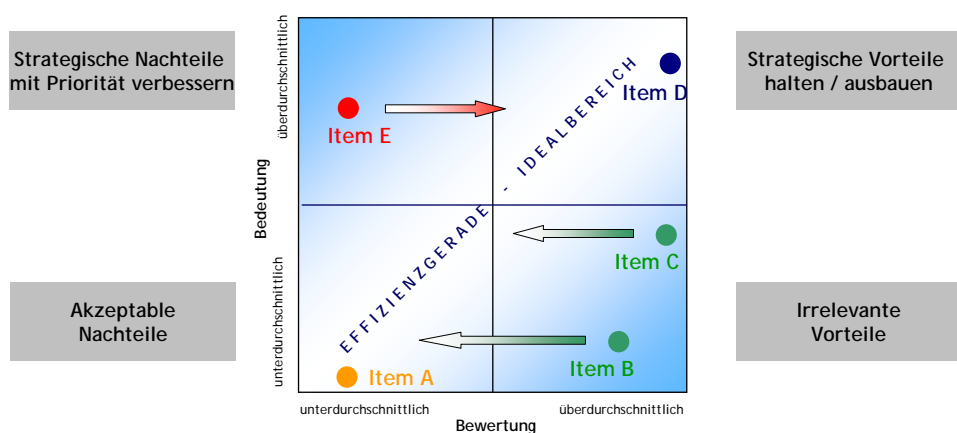 Strategische Nachteile
mit Priorität verbessern
Strategische Vorteile
halten / ausbauen
Akzeptable
Nachteile
Irrelevante
Vorteile
Bedeutung
überdurchschnittlich
unterdurchschnittlich
Item E
Item D
EFFIZIENZGERADE - IDEALBEREICH
Item C
Item B
Item A
unterdurchschnittlich
überdurchschnittlich
Bewertung